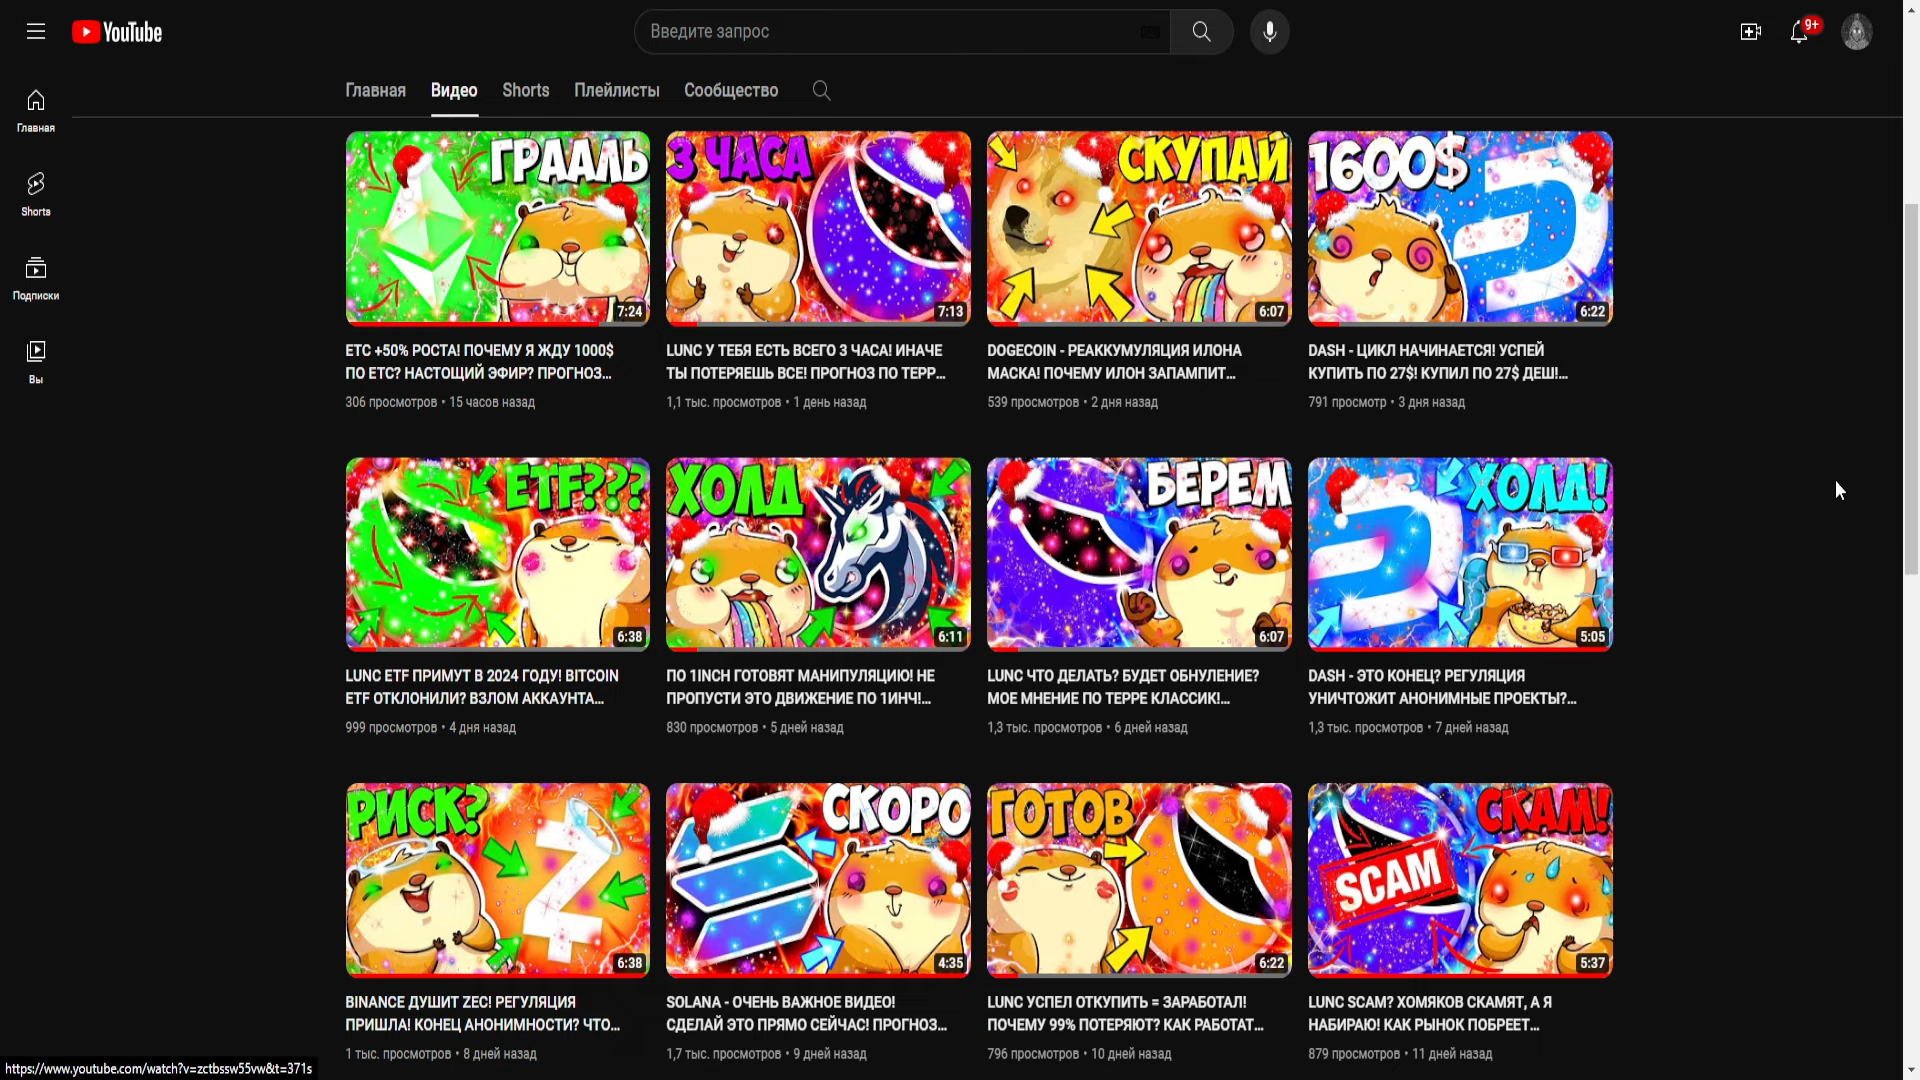 YouTube
Введите запрос
9+
Главная
Видео
Shorts
Плейлисты
Сообщество
Главная
Shorts
Подписки
Вы
ГРААЛЬ
7:24
3 ЧАСА
7:13
СКУПАЙ
6:07
1600$
6:22
ETC +50% РОСТА! ПОЧЕМУ Я ЖДУ 1000$
ПО ETC? НАСТОЩИЙ ЭФИР? ПРОГНОЗ...
306 просмотров • 15 часов назад
LUNC У ТЕБЯ ЕСТЬ ВСЕГО 3 ЧАСА! ИНАЧЕ
ТЫ ПОТЕРЯЕШЬ ВСЕ! ПРОГНОЗ ПО ТЕРР...
1,1 тыс. просмотров • 1 день назад
DOGECOIN - РЕАККУМУЛЯЦИЯ ИЛОНА
МАСКА! ПОЧЕМУ ИЛОН ЗАПАМПИТ...
539 просмотров • 2 дня назад
DASH - ЦИКЛ НАЧИНАЕТСЯ! УСПЕЙ
КУПИТЬ ПО 27$! КУПИЛ ПО 27$ ДЕШ!...
791 просмотр • 3 дня назад
ETF???
6:38
ХОЛД
6:11
БЕРЕМ
6:07
ХОЛД!
5:05
LUNC ETF ПРИМУТ В 2024 ГОДУ! BITCOIN
ETF ОТКЛОНИЛИ? ВЗЛОМ АККАУНТА...
999 просмотров • 4 дня назад
ПО 1INCH ГОТОВЯТ МАНИПУЛЯЦИЮ! НЕ
ПРОПУСТИ ЭТО ДВИЖЕНИЕ ПО 1ИНЧ!...
830 просмотров • 5 дней назад
LUNC ЧТО ДЕЛАТЬ? БУДЕТ ОБНУЛЕНИЕ?
МОЕ МНЕНИЕ ПО ТЕРРЕ КЛАССИК!...
1,3 тыс. просмотров • 6 дней назад
DASH - ЭТО КОНЕЦ? РЕГУЛЯЦИЯ
УНИЧТОЖИТ АНОНИМНЫЕ ПРОЕКТЫ?...
1,3 тыс. просмотров • 7 дней назад
РИСК?
6:38
СКОРО
4:35
ГОТОВ
6:22
СКАМ!
SCAM
5:37
BINANCE ДУШИТ ZEC! РЕГУЛЯЦИЯ
ПРИШЛА! КОНЕЦ АНОНИМНОСТИ? ЧТО...
1 тыс. просмотров • 8 дней назад
SOLANA - ОЧЕНЬ ВАЖНОЕ ВИДЕО!
СДЕЛАЙ ЭТО ПРЯМО СЕЙЧАС! ПРОГНОЗ...
1,7 тыс. просмотров • 9 дней назад
LUNC УСПЕЛ ОТКУПИТЬ = ЗАРАБОТАЛ!
ПОЧЕМУ 99% ПОТЕРЯЮТ? КАК РАБОТАТ...
796 просмотров • 10 дней назад
LUNC SCAM? ХОМЯКОВ СКАМЯТ, А Я
НАБИРАЮ! КАК РЫНОК ПОБРЕЕТ...
879 просмотров • 11 дней назад
https://www.youtube.com/watch?v=zctbssw55vw&t=371s